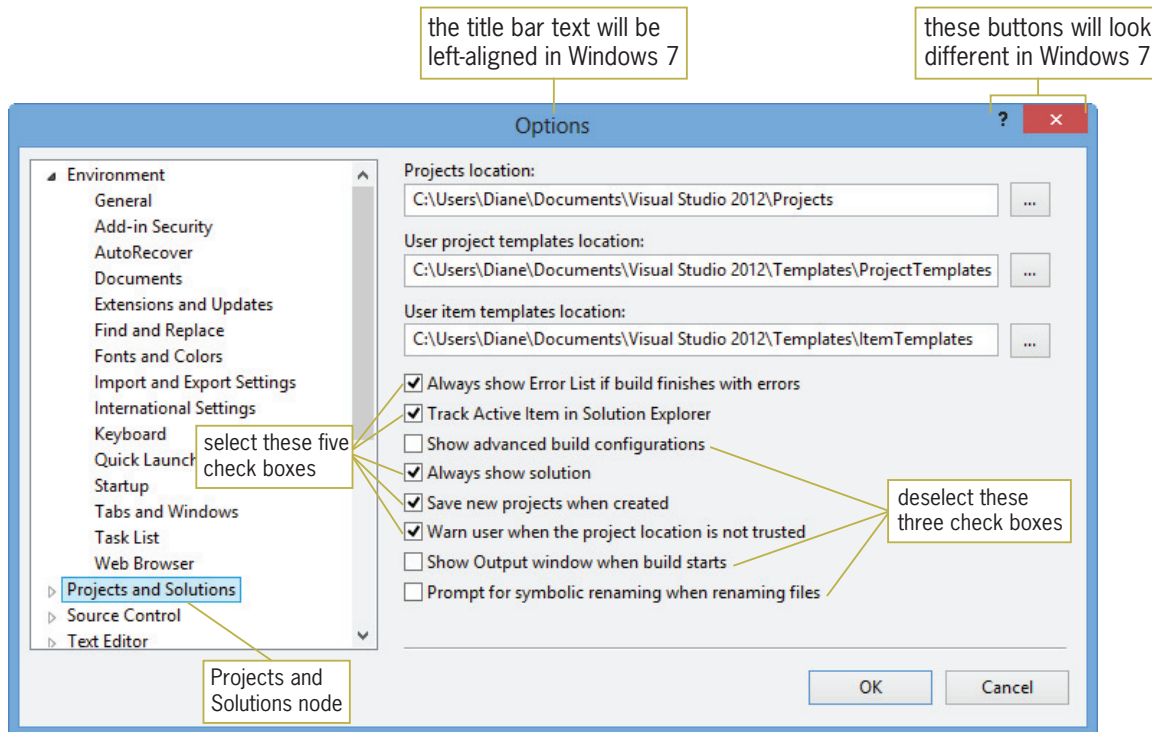 the title bar text will be
left-aligned in Windows 7
these buttons will look
different in Windows 7
Options
?
Environment
General
Add-in Security
AutoRecover
Documents
Extensions and Updates
Find and Replace
Fonts and Colors
Import and Export Settings
International Settings
Keyboard
Quick Launch
Startup
Tabs and Windows
Task List
Web Browser
Projects and Solutions
Source Control
Text Editor
select these five
check boxes
Projects and
Solutions node
Projects location:
C:\Users\Diane\Documents\Visual Studio 2012\Projects
...
User project templates location:
C:\Users\Diane\Documents\Visual Studio 2012\Templates\ProjectTemplates
...
User item templates location:
C:\Users\Diane\Documents\Visual Studio 2012\Templates\ItemTemplates
...
Always show Error List if build finishes with errors
Track Active Item in Solution Explorer
Show advanced build configurations
Always show solution
Save new projects when created
Warn user when the project location is not trusted
Show Output window when build starts
Prompt for symbolic renaming when renaming files
deselect these
three check boxes
OK
Cancel